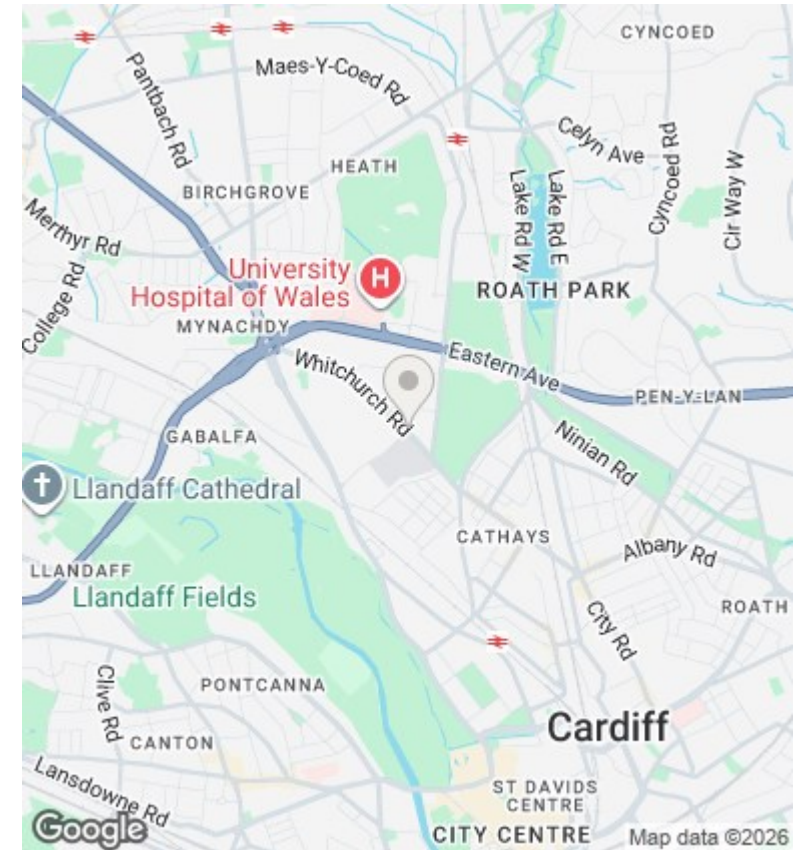 CYNCOED
Maes-Y-Coed Rd
Pantbach Rd
Celyn Ave
Cyncoed Rd
Clr Way W
HEATH
BIRCHGROVE
Lake Rd W
Lake Rd E
Merthyr Rd
College Rd
University
Hospital of Wales
H
ROATH PARK
MYNACHDY
Whitchurch Rd
Eastern Ave
PEN-Y-LAN
GABALFA
Ninian Rd
Llandaff Cathedral
CATHAYS
Albany Rd
LLANDAFF
Llandaff Fields
City Rd
ROATH
PONTCANNA
Clive Rd
CANTON
Cardiff
Lansdowne Rd
ST DAVIDS
CENTRE
CITY CENTRE
Google
Map data ©2026